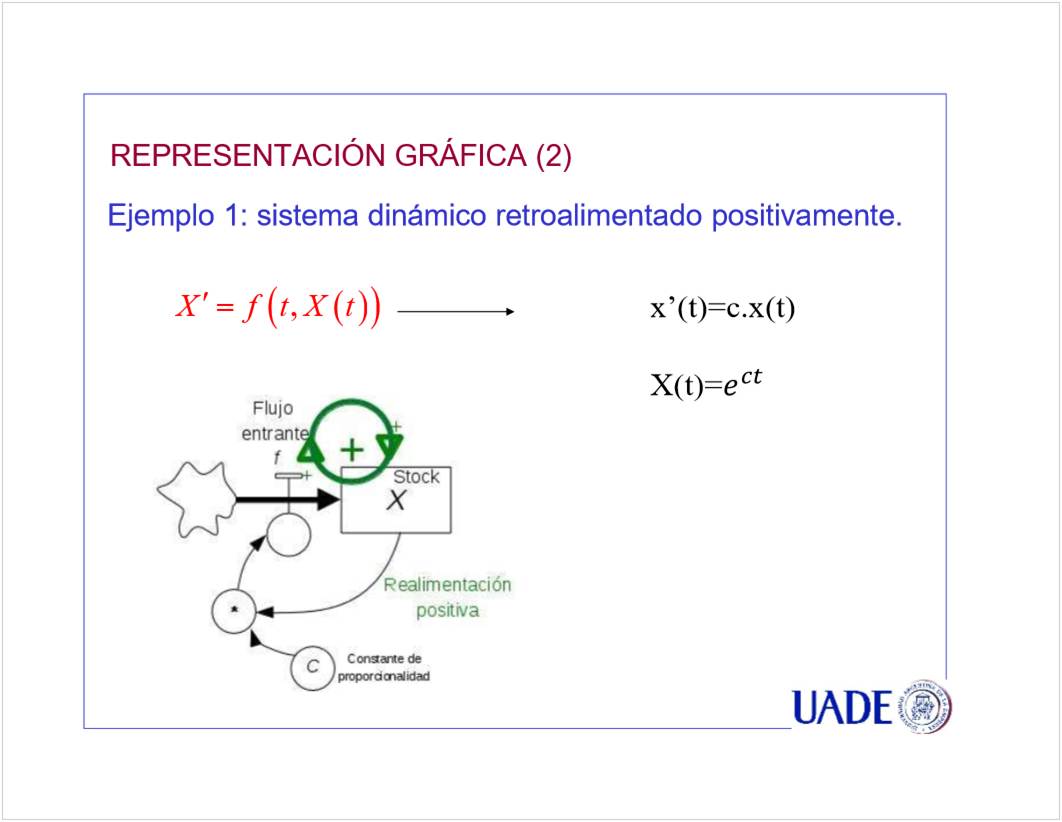 REPRESENTACIÓN GRÁFICA (2)
Ejemplo 1: sistema dinámico retroalimentado positivamente.
X′ = f(t, X(t))
x’(t)=c.x(t)
X(t)=e^{ct}
Flujo
entrante
f
+
+
+
Stock
X
Realimentación
positiva
*
C
Constante de
proporcionalidad
UADE